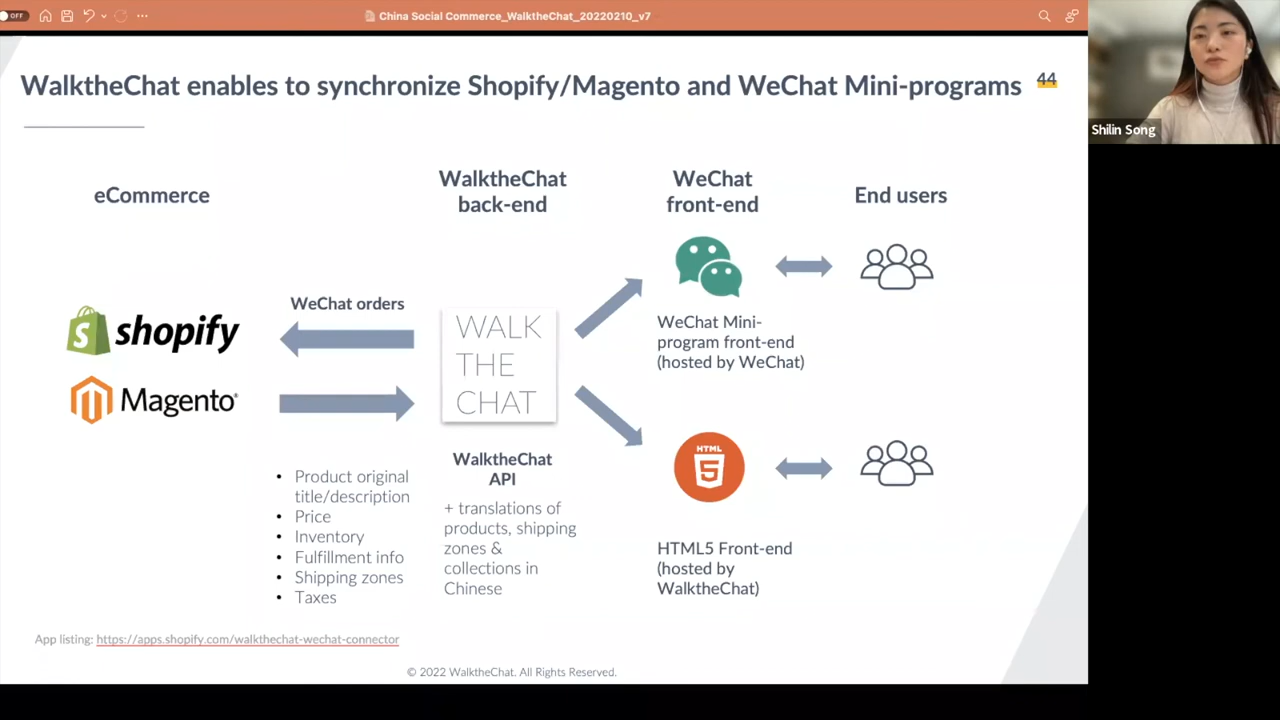 OFF
China Social Commerce_WalktheChat_20220210_v7
WalktheChat enables to synchronize Shopify/Magento and WeChat Mini-programs
44
Shilin Song
eCommerce
WalktheChat
back-end
WeChat
front-end
End users
WeChat orders
shopify
Magento®
WALK
THE
CHAT
WeChat Mini-
program front-end
(hosted by WeChat)
• Product original
title/description
• Price
• Inventory
• Fulfillment info
• Shipping zones
• Taxes
WalktheChat
API
+ translations of
products, shipping
zones &
collections in
Chinese
HTML
5
HTML5 Front-end
(hosted by
WalktheChat)
App listing: https://apps.shopify.com/walkthechat-wechat-connector
© 2022 WalktheChat. All Rights Reserved.